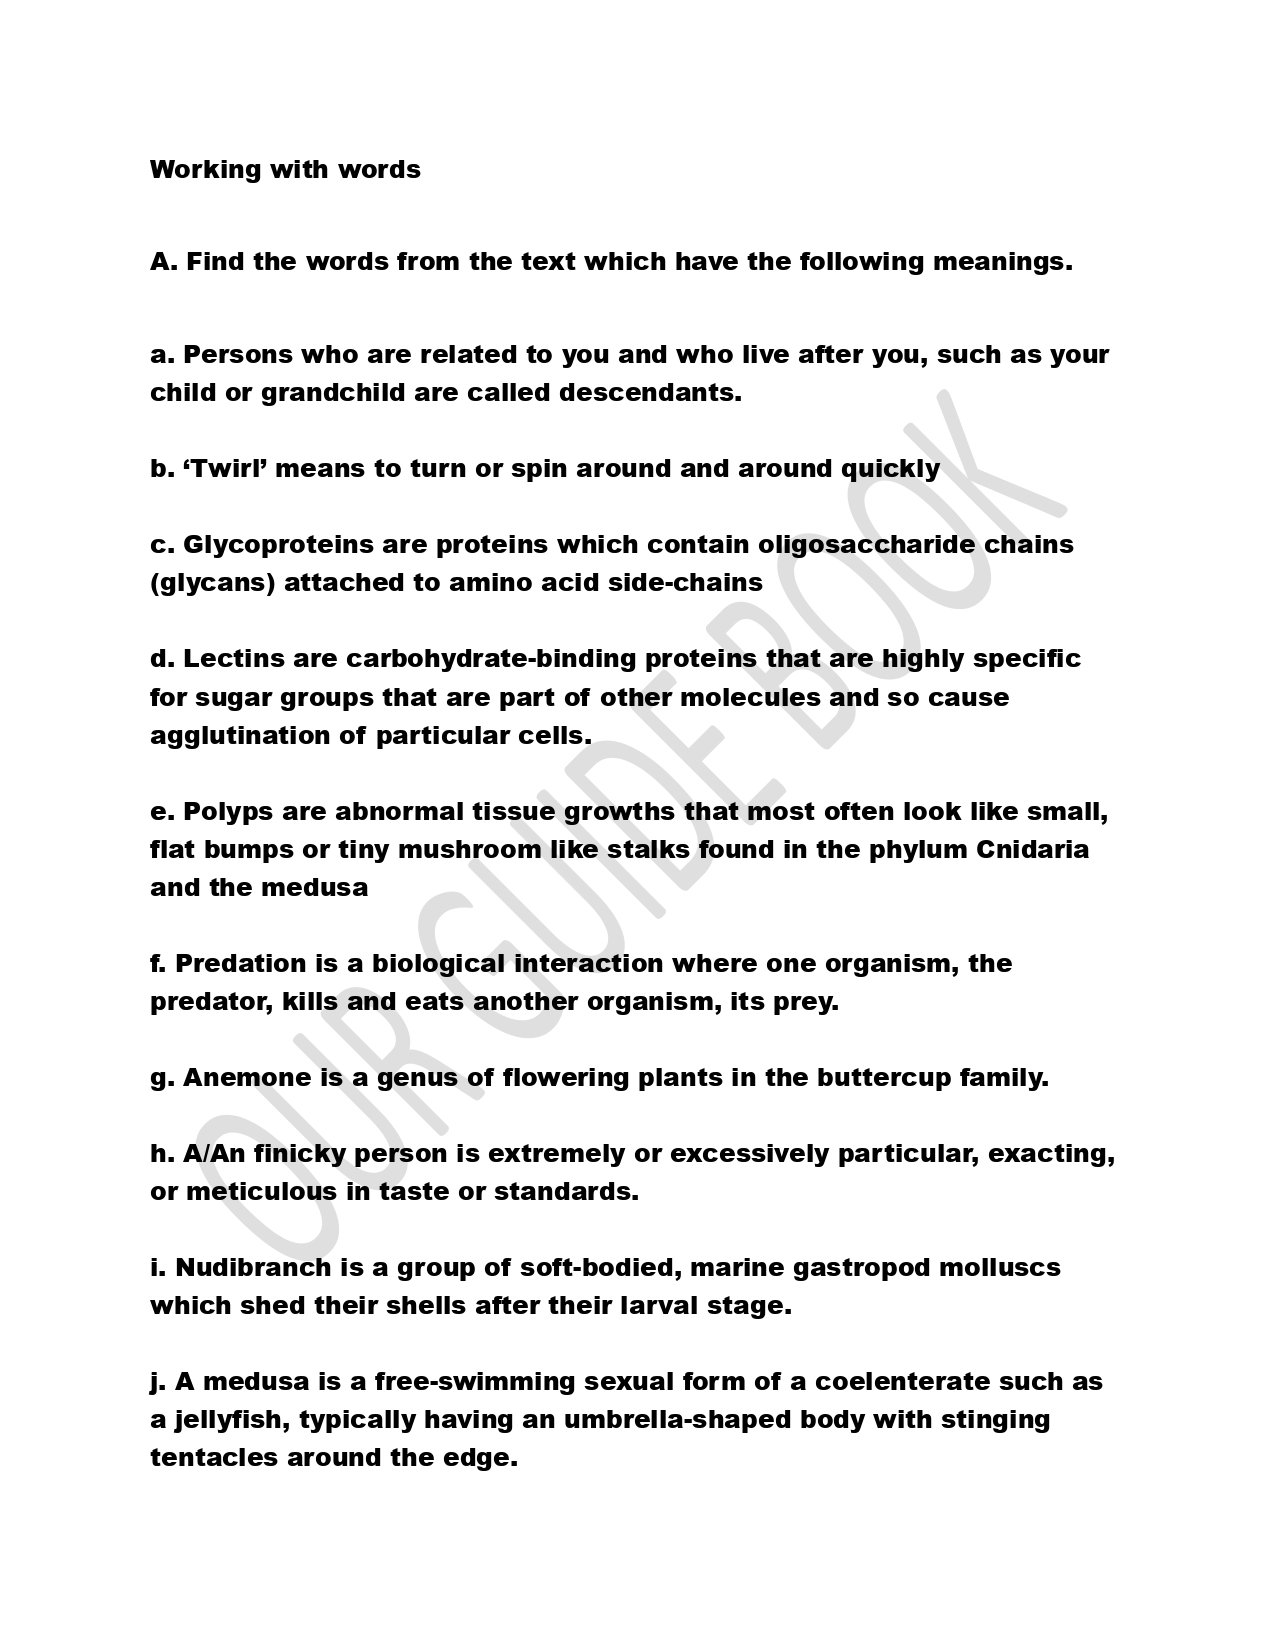 Working with words
A. Find the words from the text which have the following meanings.
a. Persons who are related to you and who live after you, such as your
child or grandchild are called descendants.
b. ‘Twirl’ means to turn or spin around and around quickly
c. Glycoproteins are proteins which contain oligosaccharide chains
(glycans) attached to amino acid side-chains
d. Lectins are carbohydrate-binding proteins that are highly specific
for sugar groups that are part of other molecules and so cause
agglutination of particular cells.
e. Polyps are abnormal tissue growths that most often look like small,
flat bumps or tiny mushroom like stalks found in the phylum Cnidaria
and the medusa
f. Predation is a biological interaction where one organism, the
predator, kills and eats another organism, its prey.
g. Anemone is a genus of flowering plants in the buttercup family.
h. A/An finicky person is extremely or excessively particular, exacting,
or meticulous in taste or standards.
i. Nudibranch is a group of soft-bodied, marine gastropod molluscs
which shed their shells after their larval stage.
j. A medusa is a free-swimming sexual form of a coelenterate such as
a jellyfish, typically having an umbrella-shaped body with stinging
tentacles around the edge.
OUR GUIDE BOOK